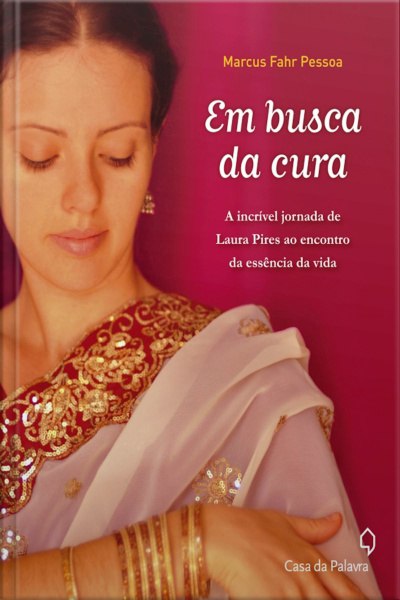 Marcus Fahr Pessoa
Em busca
da cura
A incrível jornada de
Laura Pires ao encontro
da essência da vida
Casa da Palavra